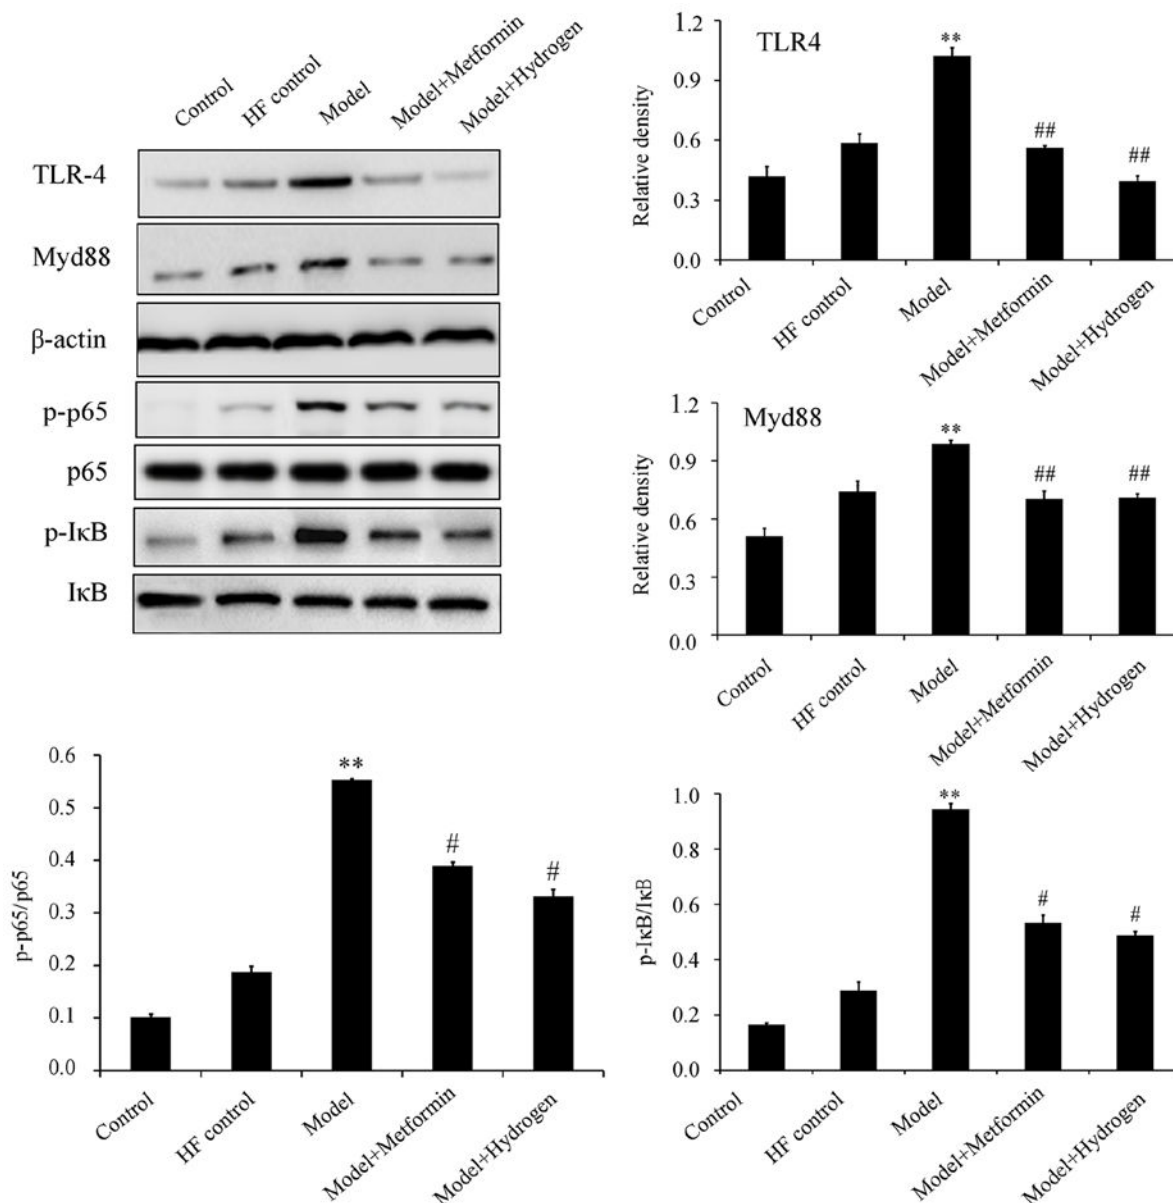 Control
HF control
Model
Model+Metformin
Model+Hydrogen
TLR-4
Myd88
β-actin
p-p65
p65
p-IκB
IκB
TLR4
Relative density
1.2
0.9
0.6
0.3
0.0
**
##
##
Control
HF control
Model
Model+Metformin
Model+Hydrogen
Myd88
Relative density
1.2
0.9
0.6
0.3
0.0
**
##
##
Control
HF control
Model
Model+Metformin
Model+Hydrogen
p-p65/p65
0.6
0.5
0.4
0.3
0.2
0.1
0.0
**
#
#
Control
HF control
Model
Model+Metformin
Model+Hydrogen
p-IκB/IκB
1.0
0.8
0.6
0.4
0.2
0.0
**
#
#
Control
HF control
Model
Model+Metformin
Model+Hydrogen